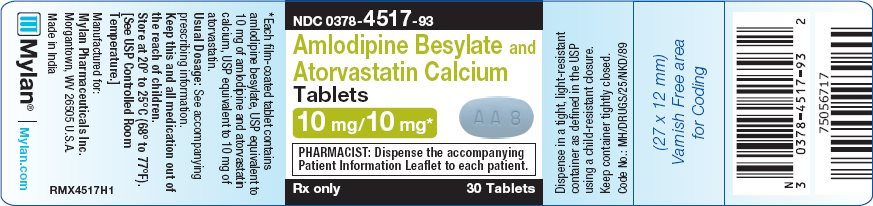 *Each film-coated tablet contains
amlodipine besylate, USP equivalent to
10 mg of amlodipine and atorvastatin
calcium, USP equivalent to 10 mg of
atorvastatin.
Usual Dosage: See accompanying
prescribing information.
Keep this and all medication out of
the reach of children.
Store at 20° to 25°C (68° to 77°F).
[See USP Controlled Room
Temperature.]
Manufactured for:
Mylan Pharmaceuticals Inc.
Morgantown, WV 26505 U.S.A.
Made in India
Mylan®
Mylan.com
RMX4517H1
NDC 0378-4517-93
Amlodipine Besylate and
Atorvastatin Calcium
Tablets
10 mg/10 mg*
AA8
PHARMACIST: Dispense the accompanying
Patient Information Leaflet to each patient.
Rx only 30 Tablets
Dispense in a tight, light-resistant
container as defined in the USP
using a child-resistant closure.
Keep container tightly closed.
Code No.: MH/DRUGS/25/NKD/89
(27 x 12 mm)
Varnish Free area
for Coding
N
3 0378-4517-93 2
75056717